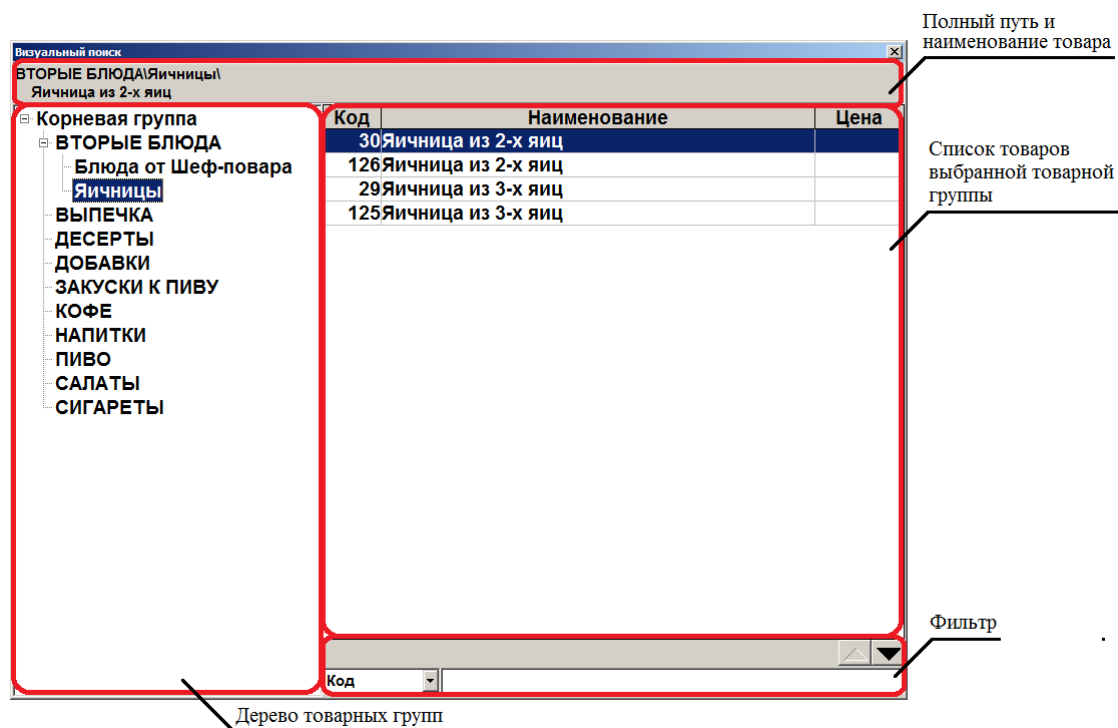 Полный путь и
наименование товара
Визуальный поиск
ВТОРЫЕ БЛЮДА\Яичницы\
Яичница из 2-х яиц
Корневая группа
ВТОРЫЕ БЛЮДА
Блюда от Шеф-повара
Яичницы
ВЫПЕЧКА
ДЕСЕРТЫ
ДОБАВКИ
ЗАКУСКИ К ПИВУ
КОФЕ
НАПИТКИ
ПИВО
САЛАТЫ
СИГАРЕТЫ
Код Наименование Цена
30 Яичница из 2-х яиц
126 Яичница из 2-х яиц
29 Яичница из 3-х яиц
125 Яичница из 3-х яиц
Список товаров
выбранной товарной
группы
Фильтр
Код
Дерево товарных групп